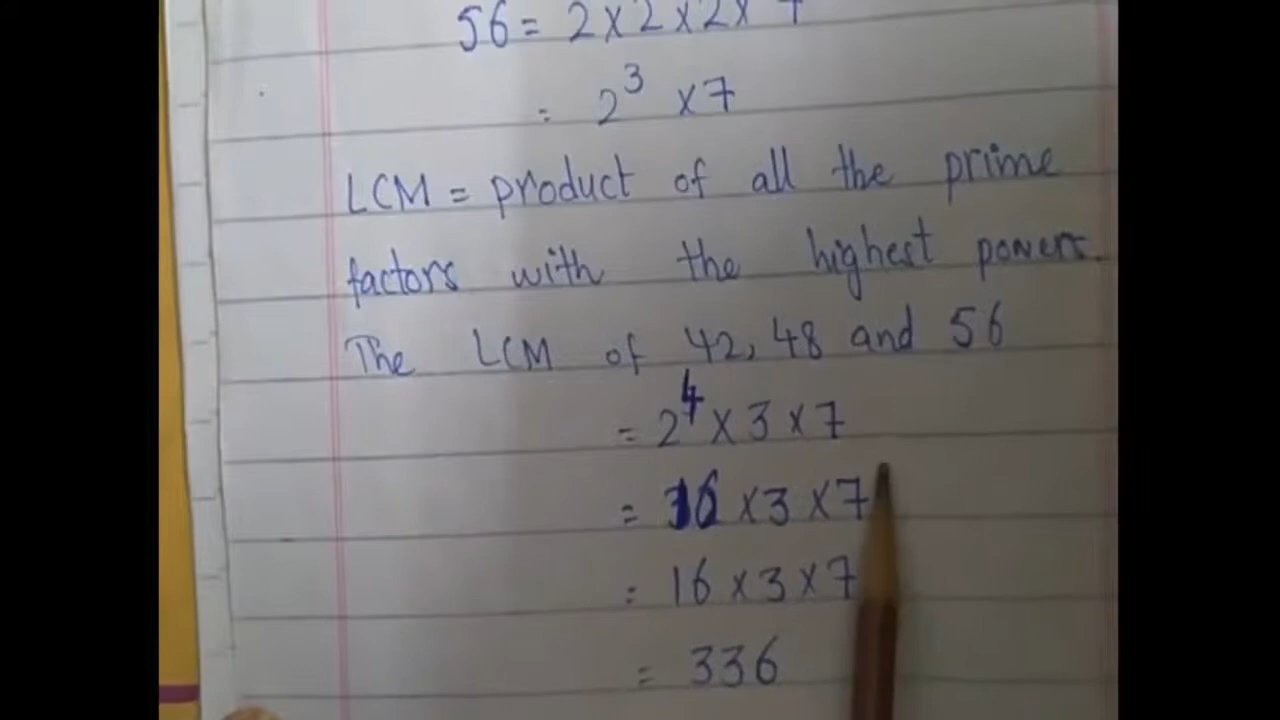 56 = 2 x 2 x 2 x 7
= 2³ x 7
LCM = product of all the prime
factors with the highest powers.
The LCM of 42, 48 and 56
= 2⁴ x 3 x 7
= 16 x 3 x 7
= 16 x 3 x 7
= 336